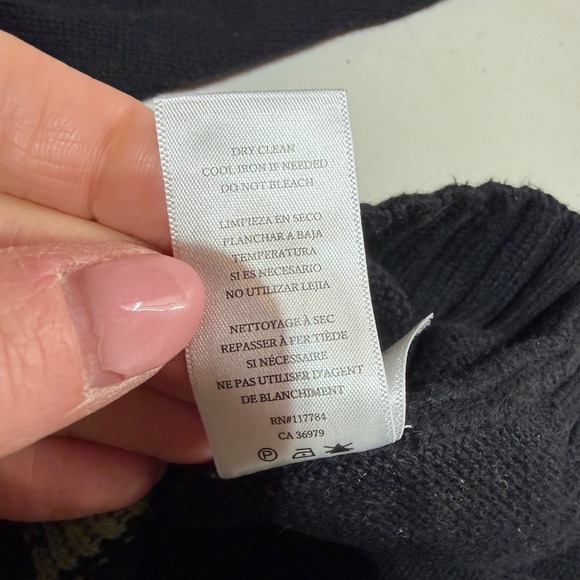 DRY CLEAN
COOL IRON IF NEEDED
DO NOT BLEACH
LIMPIEZA EN SECO
PLANCHAR A BAJA
TEMPERATURA
SI ES NECESARIO
NO UTILIZAR LEJIA
NETTOYAGE À SEC
REPASSER À FER TIÈDE
SI NÉCESSAIRE
NE PAS UTILISER D'AGENT
DE BLANCHIMENT
RN#117784
CA 36979
P